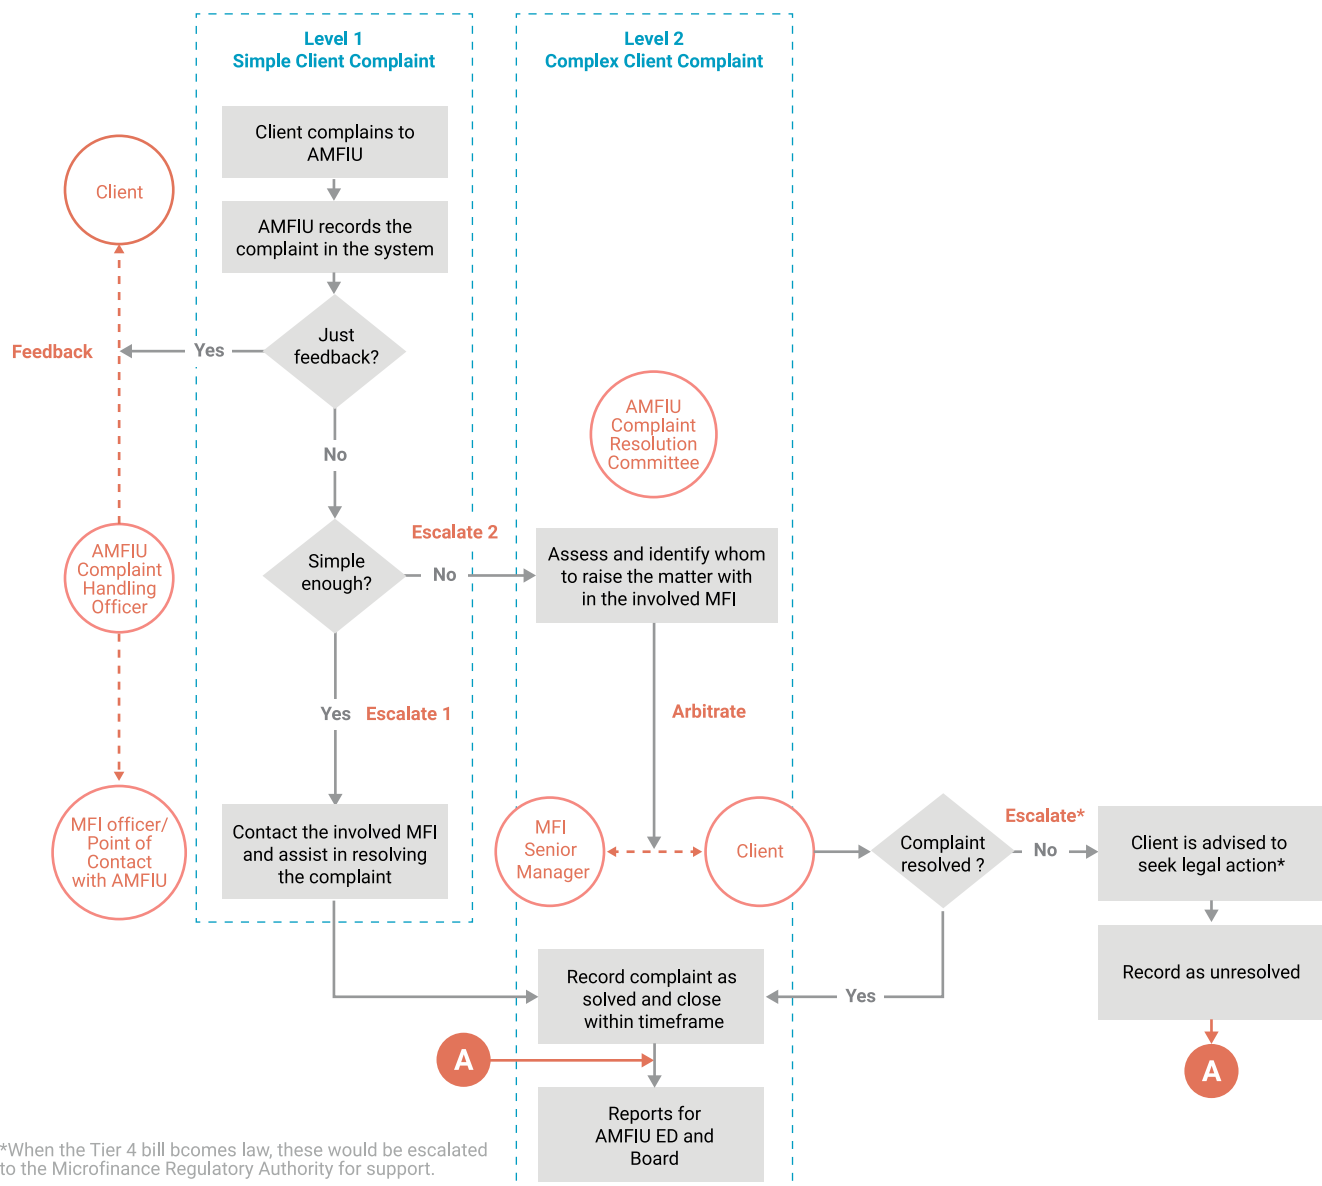 Level 1
Simple Client Complaint
Level 2
Complex Client Complaint
Client complains to
AMFIU
Client
AMFIU records the
complaint in the system
Just
feedback?
Yes
Feedback
No
AMFIU
Complaint
Resolution
Committee
AMFIU
Complaint
Handling
Officer
Simple
enough?
Escalate 2
No
Assess and identify whom
to raise the matter with
in the involved MFI
Yes
Escalate 1
Arbitrate
MFI officer/
Point of
Contact
with AMFIU
Contact the involved MFI
and assist in resolving
the complaint
MFI
Senior
Manager
Client
Complaint
resolved ?
Escalate*
No
Client is advised to
seek legal action*
Record as unresolved
A
Yes
Record complaint as
solved and close
within timeframe
A
Reports for
AMFIU ED and
Board
*When the Tier 4 bill bcomes law, these would be escalated
to the Microfinance Regulatory Authority for support.